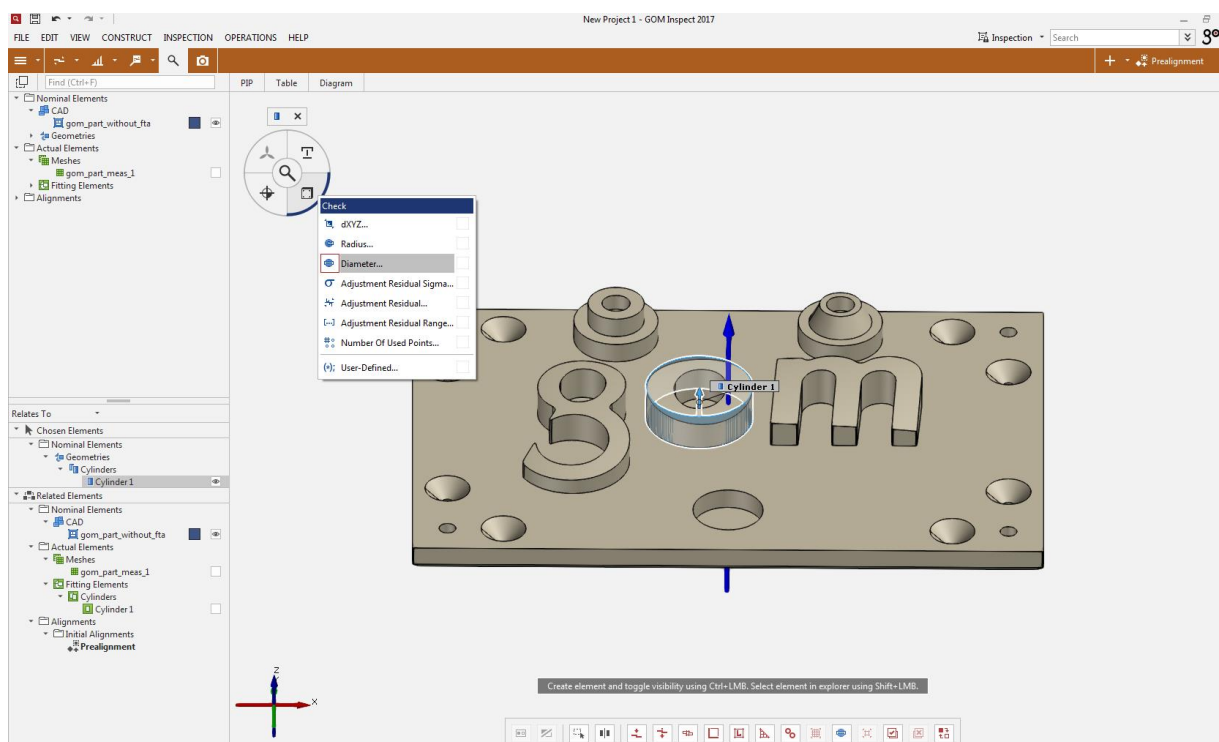 New Project 1 - GOM Inspect 2017
FILE EDIT VIEW CONSTRUCT INSPECTION OPERATIONS HELP
Inspection
Search
Prealignment
Find (Ctrl+F)
PIP Table Diagram
Nominal Elements
CAD
gom_part_without_fta
Geometries
Actual Elements
Meshes
gom_part_meas_1
Fitting Elements
Alignments
Check
dXYZ...
Radius...
Diameter...
Adjustment Residual Sigma...
Adjustment Residual...
Adjustment Residual Range...
Number Of Used Points...
User-Defined...
Cylinder 1
gom
Relates To
Chosen Elements
Nominal Elements
Geometries
Cylinders
Cylinder 1
Related Elements
Nominal Elements
CAD
gom_part_without_fta
Actual Elements
Meshes
gom_part_meas_1
Fitting Elements
Cylinders
Cylinder 1
Alignments
Initial Alignments
Prealignment
Z
X
Create element and toggle visibility using Ctrl+LMB. Select element in explorer using Shift+LMB.